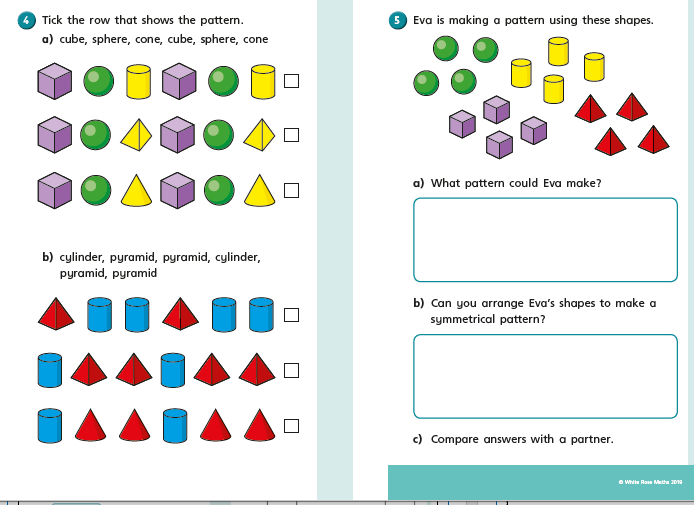 4 Tick the row that shows the pattern.
a) cube, sphere, cone, cube, sphere, cone
b) cylinder, pyramid, pyramid, cylinder,
pyramid, pyramid
5 Eva is making a pattern using these shapes.
a) What pattern could Eva make?
b) Can you arrange Eva's shapes to make a
symmetrical pattern?
c) Compare answers with a partner.
© White Rose Maths 2019